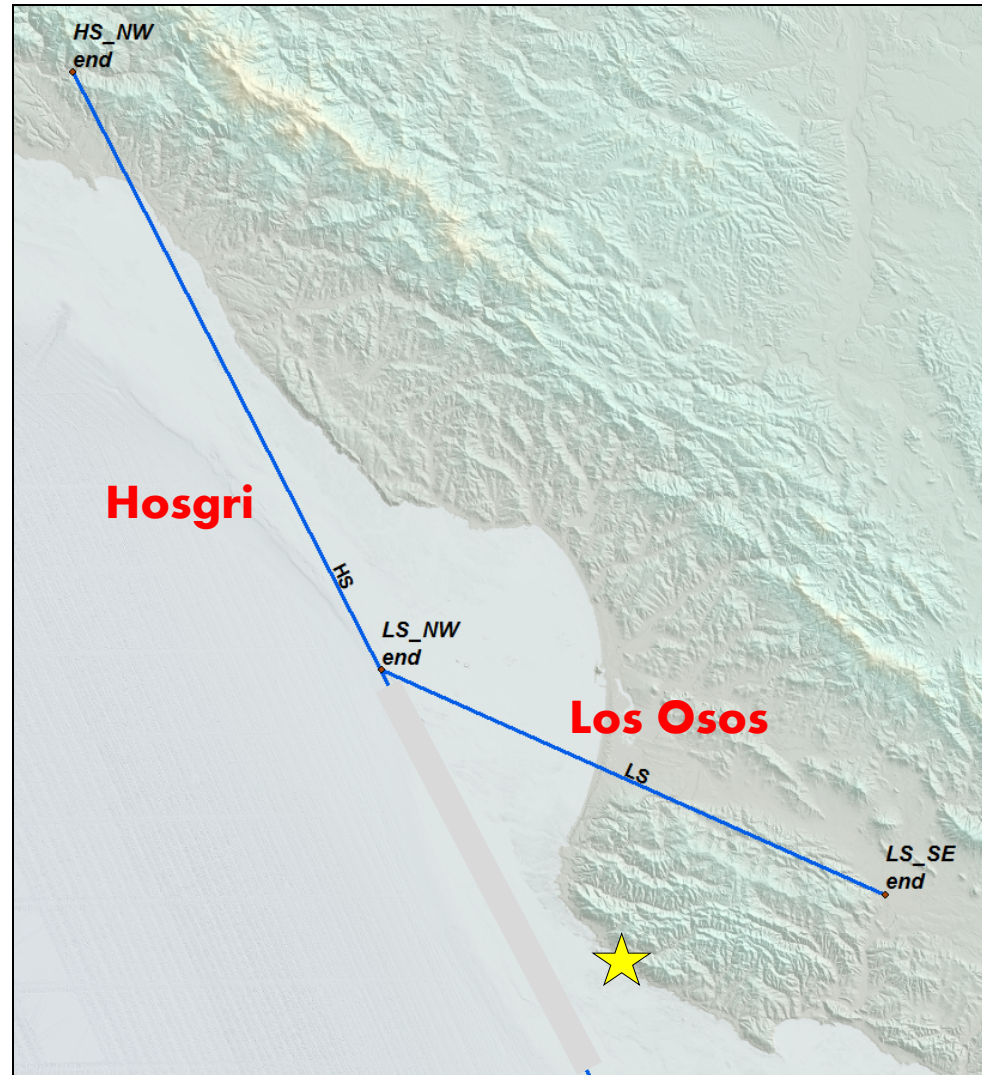 HS_NW
end
Hosgri
HS
LS_NW
end
Los Osos
LS
LS_SE
end